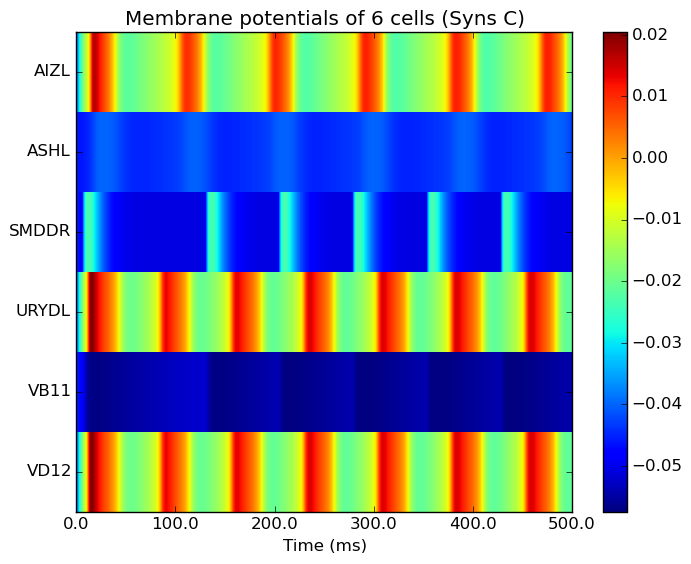 Membrane potentials of 6 cells (Syns C)
AIZL
ASHL
SMDDR
URYDL
VB11
VD12
0.0 100.0 200.0 300.0 400.0 500.0
Time (ms)
0.02
0.01
0.00
−0.01
−0.02
−0.03
−0.04
−0.05